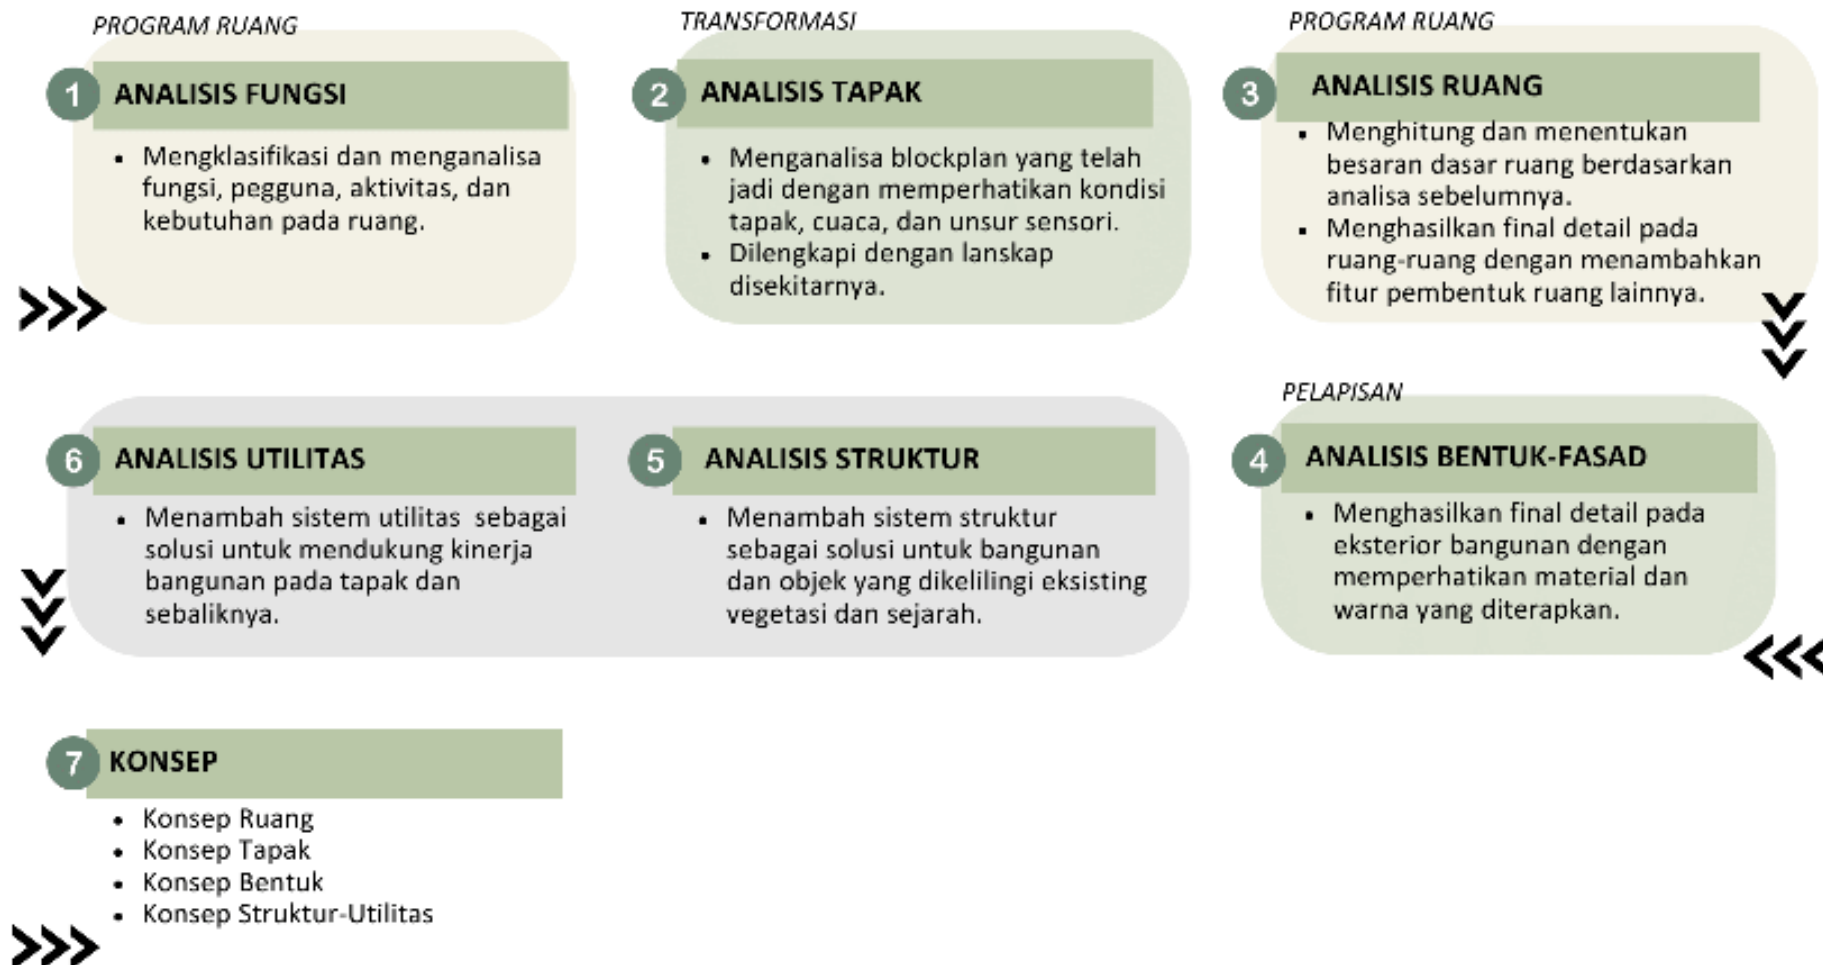 PROGRAM RUANG
1 ANALISIS FUNGSI
• Mengklasifikasi dan menganalisa
fungsi, pegguna, aktivitas, dan
kebutuhan pada ruang.
TRANSFORMASI
2 ANALISIS TAPAK
• Menganalisa blockplan yang telah
jadi dengan memperhatikan kondisi
tapak, cuaca, dan unsur sensori.
• Dilengkapi dengan lanskap
disekitarnya.
PROGRAM RUANG
3 ANALISIS RUANG
• Menghitung dan menentukan
besaran dasar ruang berdasarkan
analisa sebelumnya.
• Menghasilkan final detail pada
ruang-ruang dengan menambahkan
fitur pembentuk ruang lainnya.
PELAPISAN
4 ANALISIS BENTUK-FASAD
• Menghasilkan final detail pada
eksterior bangunan dengan
memperhatikan material dan
warna yang diterapkan.
5 ANALISIS STRUKTUR
• Menambah sistem struktur
sebagai solusi untuk bangunan
dan objek yang dikelilingi eksisting
vegetasi dan sejarah.
6 ANALISIS UTILITAS
• Menambah sistem utilitas sebagai
solusi untuk mendukung kinerja
bangunan pada tapak dan
sebaliknya.
7 KONSEP
• Konsep Ruang
• Konsep Tapak
• Konsep Bentuk
• Konsep Struktur-Utilitas